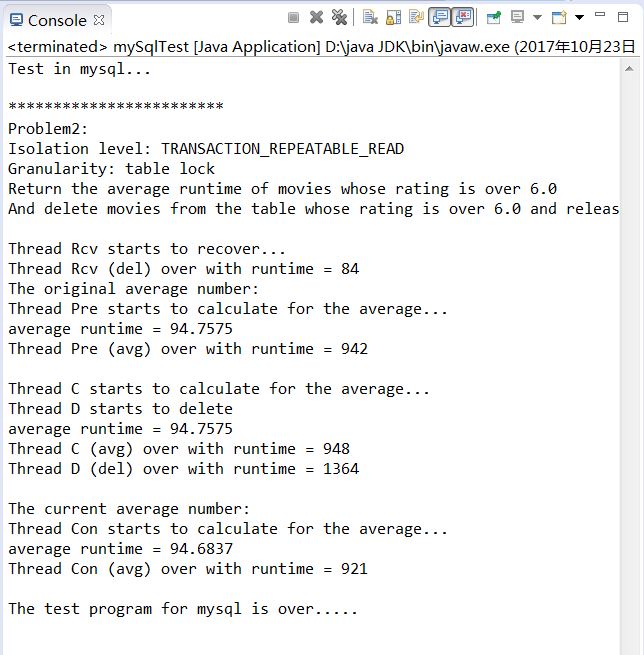 Console
<terminated> mySqlTest [Java Application] D:\java JDK\bin\javaw.exe (2017年10月23日
Test in mysql...
************************
Problem2:
Isolation level: TRANSACTION_REPEATABLE_READ
Granularity: table lock
Return the average runtime of movies whose rating is over 6.0
And delete movies from the table whose rating is over 6.0 and releas
Thread Rcv starts to recover...
Thread Rcv (del) over with runtime = 84
The original average number:
Thread Pre starts to calculate for the average...
average runtime = 94.7575
Thread Pre (avg) over with runtime = 942
Thread C starts to calculate for the average...
Thread D starts to delete
average runtime = 94.7575
Thread C (avg) over with runtime = 948
Thread D (del) over with runtime = 1364
The current average number:
Thread Con starts to calculate for the average...
average runtime = 94.6837
Thread Con (avg) over with runtime = 921
The test program for mysql is over.....